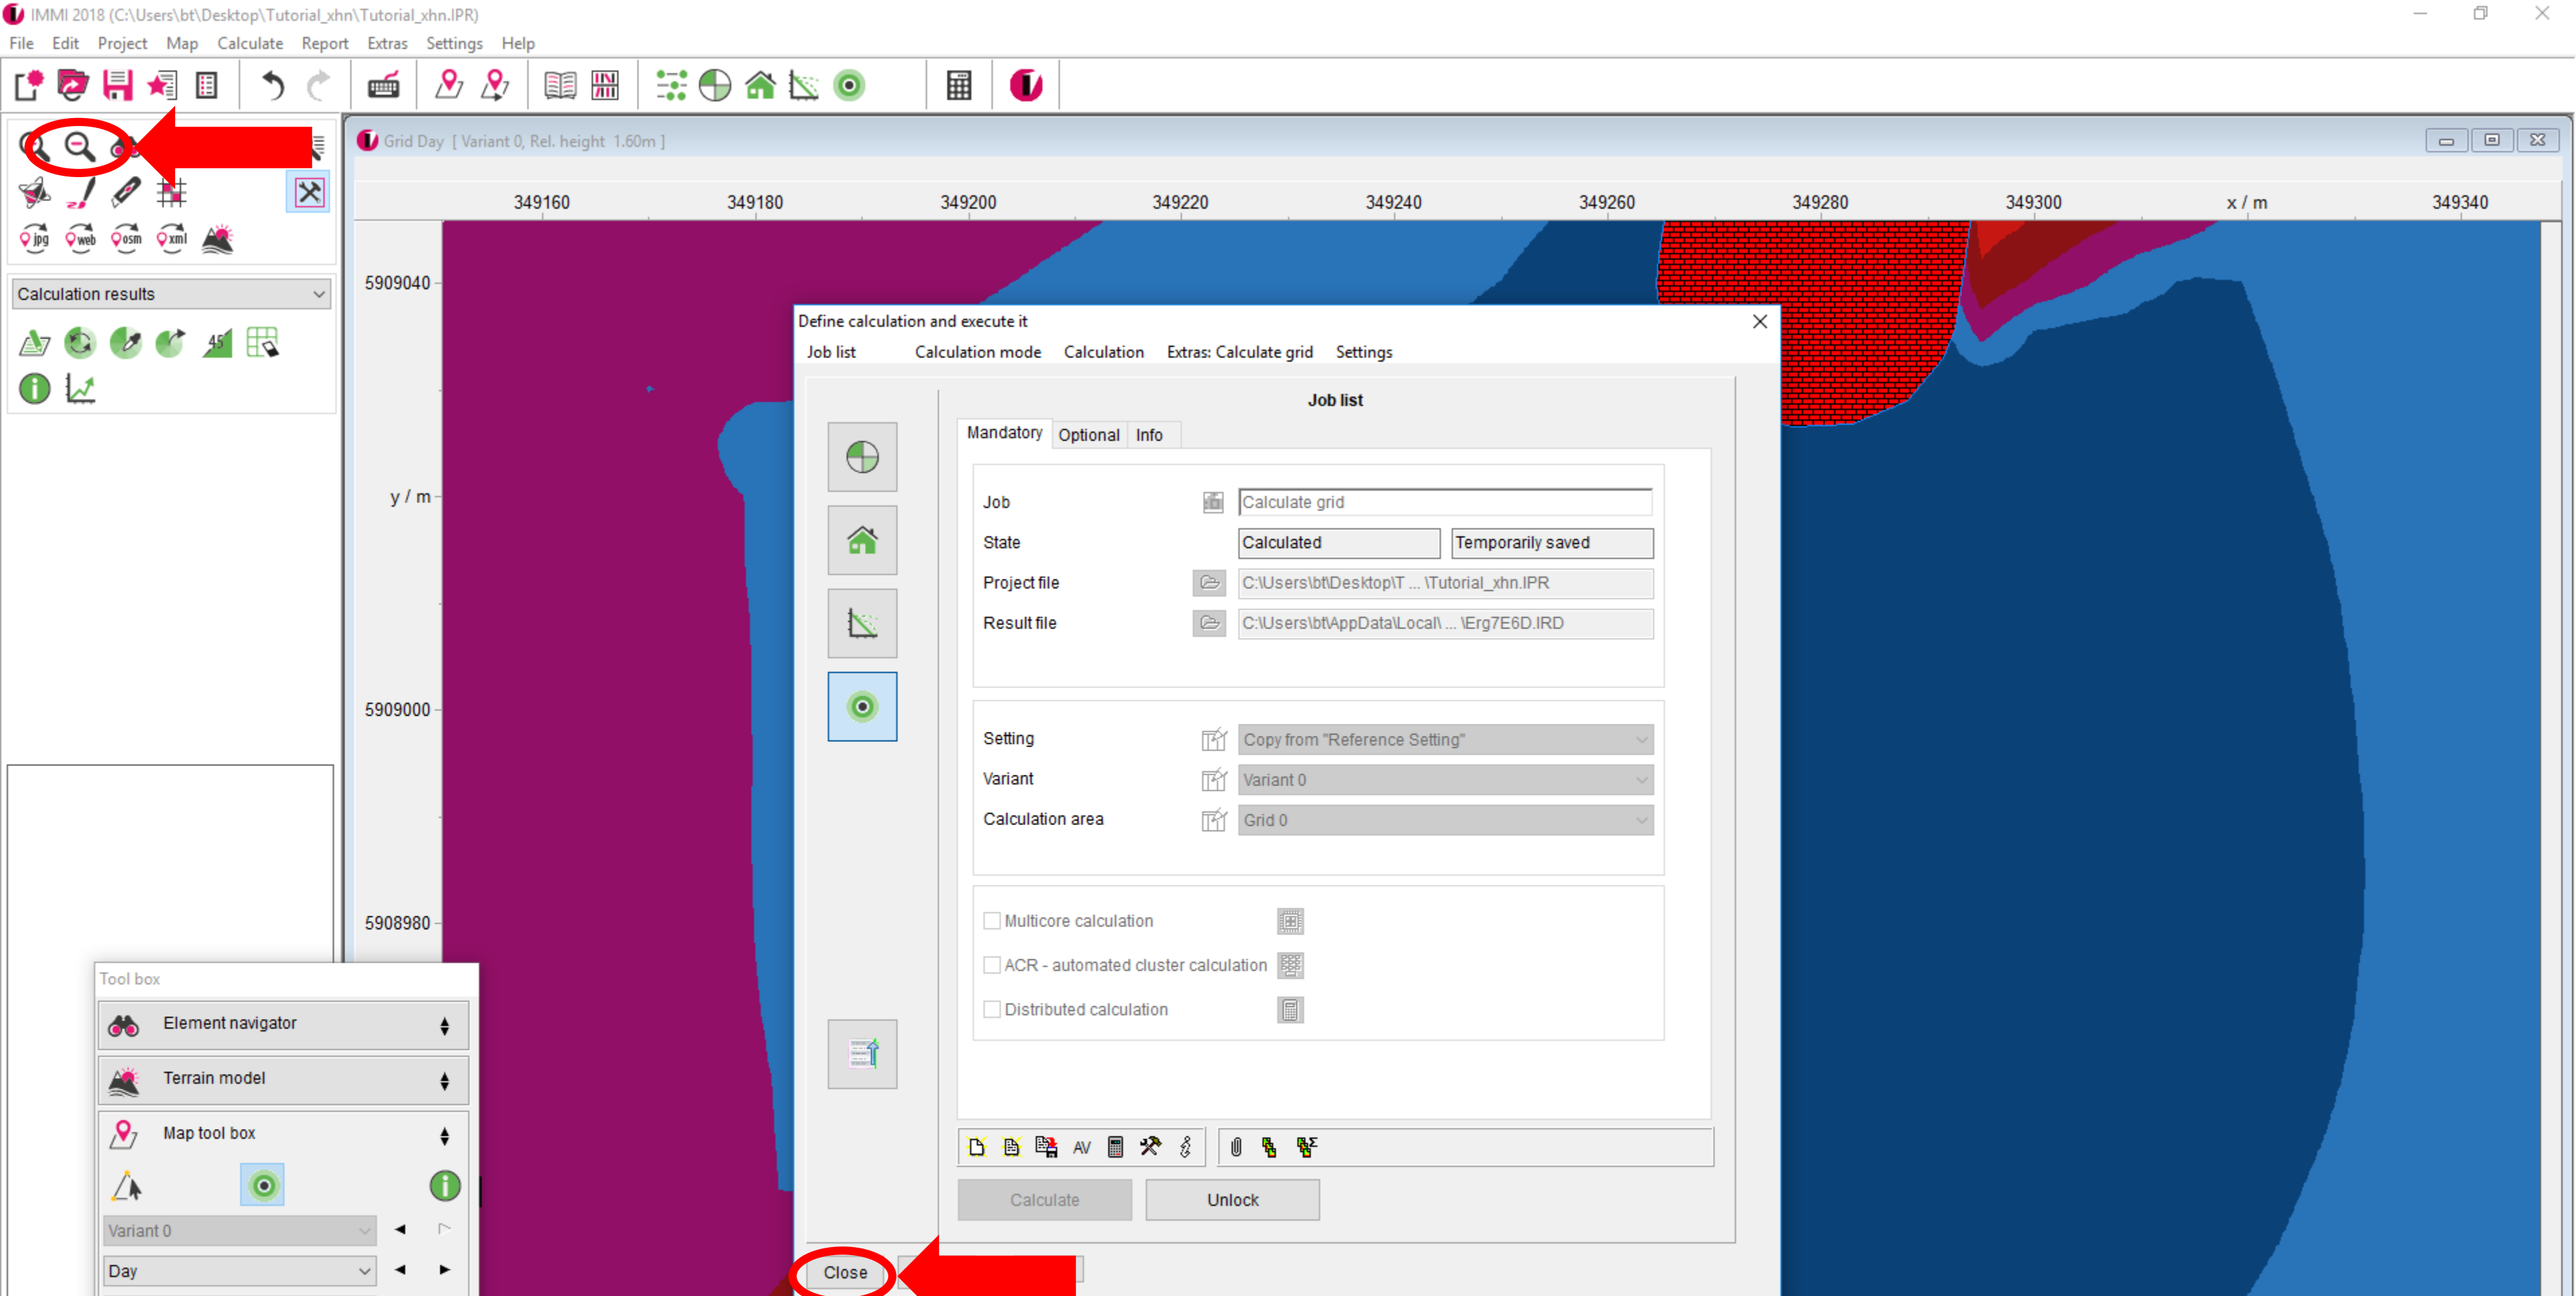 IMMI 2018 (C:\Users\bt\Desktop\Tutorial_xhn\Tutorial_xhn.IPR)
File Edit Project Map Calculate Report Extras Settings Help
Grid Day [ Variant 0, Rel. height 1.60m ]
349160 349180 349200 349220 349240 349260 349280 349300 x / m 349340
jpg web osm xml
Calculation results
45
5909040
y / m
5909000
5908980
Define calculation and execute it
Job list Calculation mode Calculation Extras: Calculate grid Settings
Job list
Mandatory Optional Info
Job Calculate grid
State Calculated Temporarily saved
Project file C:\Users\bt\Desktop\T ... \Tutorial_xhn.IPR
Result file C:\Users\bt\AppData\Local\ ... \Erg7E6D.IRD
Setting Copy from "Reference Setting"
Variant Variant 0
Calculation area Grid 0
Multicore calculation
ACR - automated cluster calculation
Distributed calculation
AV
Calculate Unlock
Close
Tool box
Element navigator
Terrain model
Map tool box
Variant 0
Day